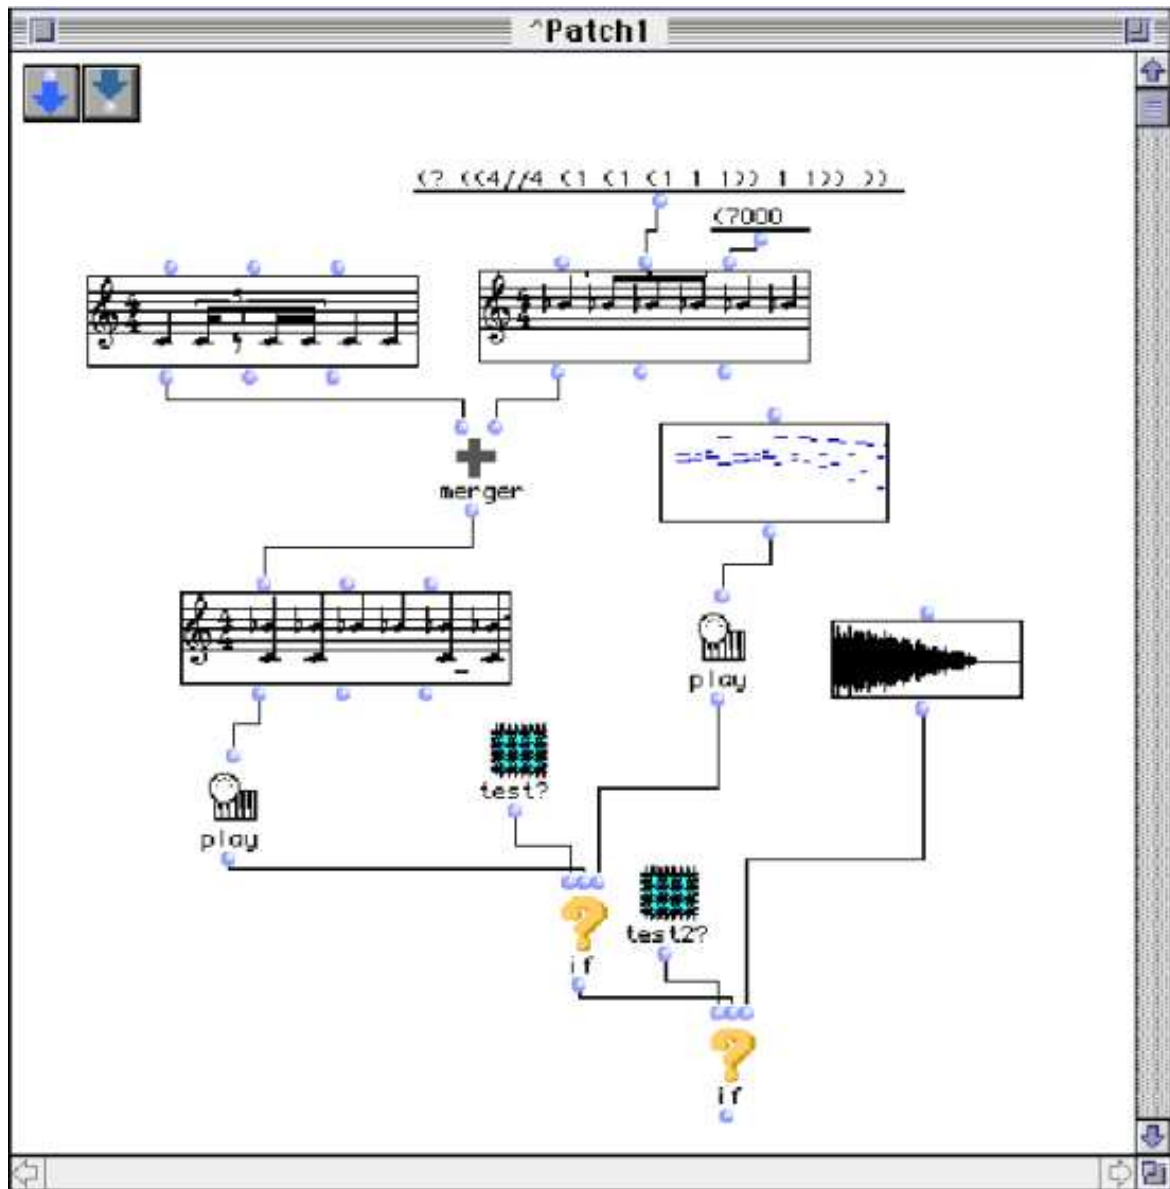 ^Patch1
(? ((4//4 (1 (1 (1 1 1)) 1 1)) ))
(7000
merger
play
test?
play
test2?
if
if